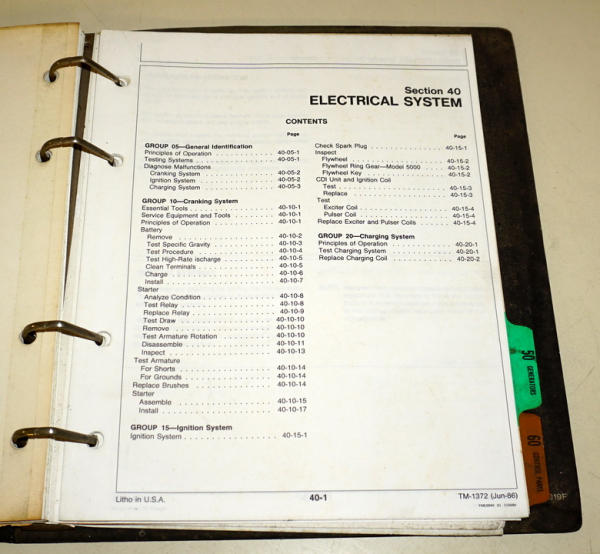 Section 40
ELECTRICAL SYSTEM
CONTENTS
Page
GROUP 05—General Identification
Principles of Operation . . . . . . . . . . . . . . . 40-05-1
Testing Systems . . . . . . . . . . . . . . . . . . . 40-05-1
Diagnose Malfunctions
Cranking System . . . . . . . . . . . . . . . . . 40-05-2
Ignition System . . . . . . . . . . . . . . . . . . 40-05-2
Charging System . . . . . . . . . . . . . . . . . 40-05-3
GROUP 10—Cranking System
Essential Tools . . . . . . . . . . . . . . . . . . . . 40-10-1
Service Equipment and Tools . . . . . . . . . 40-10-1
Principles of Operation . . . . . . . . . . . . . . 40-10-1
Battery
Remove . . . . . . . . . . . . . . . . . . . . . . . 40-10-2
Test Specific Gravity . . . . . . . . . . . . . . 40-10-3
Test Procedure . . . . . . . . . . . . . . . . . . 40-10-4
Test High-Rate ischarge . . . . . . . . . . . 40-10-5
Clean Terminals . . . . . . . . . . . . . . . . . 40-10-5
Charge . . . . . . . . . . . . . . . . . . . . . . . . 40-10-6
Install . . . . . . . . . . . . . . . . . . . . . . . . . 40-10-7
Starter
Analyze Condition . . . . . . . . . . . . . . . . 40-10-8
Test Relay . . . . . . . . . . . . . . . . . . . . . 40-10-8
Replace Relay . . . . . . . . . . . . . . . . . . 40-10-9
Test Draw . . . . . . . . . . . . . . . . . . . . . 40-10-10
Remove . . . . . . . . . . . . . . . . . . . . . . . 40-10-10
Test Armature Rotation . . . . . . . . . . . . 40-10-10
Disassemble . . . . . . . . . . . . . . . . . . . . 40-10-11
Inspect . . . . . . . . . . . . . . . . . . . . . . . . 40-10-13
Test Armature
For Shorts . . . . . . . . . . . . . . . . . . . . . 40-10-14
For Grounds . . . . . . . . . . . . . . . . . . . . 40-10-14
Replace Brushes . . . . . . . . . . . . . . . . . . 40-10-14
Starter
Assemble . . . . . . . . . . . . . . . . . . . . . . 40-10-15
Install . . . . . . . . . . . . . . . . . . . . . . . . . 40-10-17
GROUP 15—Ignition System
Ignition System . . . . . . . . . . . . . . . . . . . . 40-15-1
Page
Check Spark Plug . . . . . . . . . . . . . . . . . . 40-15-1
Inspect
Flywheel . . . . . . . . . . . . . . . . . . . . . . . 40-15-2
Flywheel Ring Gear—Model 5000 . . . . 40-15-2
Flywheel Key . . . . . . . . . . . . . . . . . . . 40-15-2
CDI Unit and Ignition Coil
Test . . . . . . . . . . . . . . . . . . . . . . . . . . 40-15-3
Replace . . . . . . . . . . . . . . . . . . . . . . . 40-15-3
Test
Exciter Coil . . . . . . . . . . . . . . . . . . . . . 40-15-4
Pulser Coil . . . . . . . . . . . . . . . . . . . . . 40-15-4
Replace Exciter and Pulser Coils . . . . . . 40-15-4
GROUP 20—Charging System
Principles of Operation . . . . . . . . . . . . . . 40-20-1
Test Charging System . . . . . . . . . . . . . . 40-20-1
Replace Charging Coil . . . . . . . . . . . . . . 40-20-2
Litho in U.S.A.
40-1
TM-1372 (Jun-86)
50 GENERATORS
60